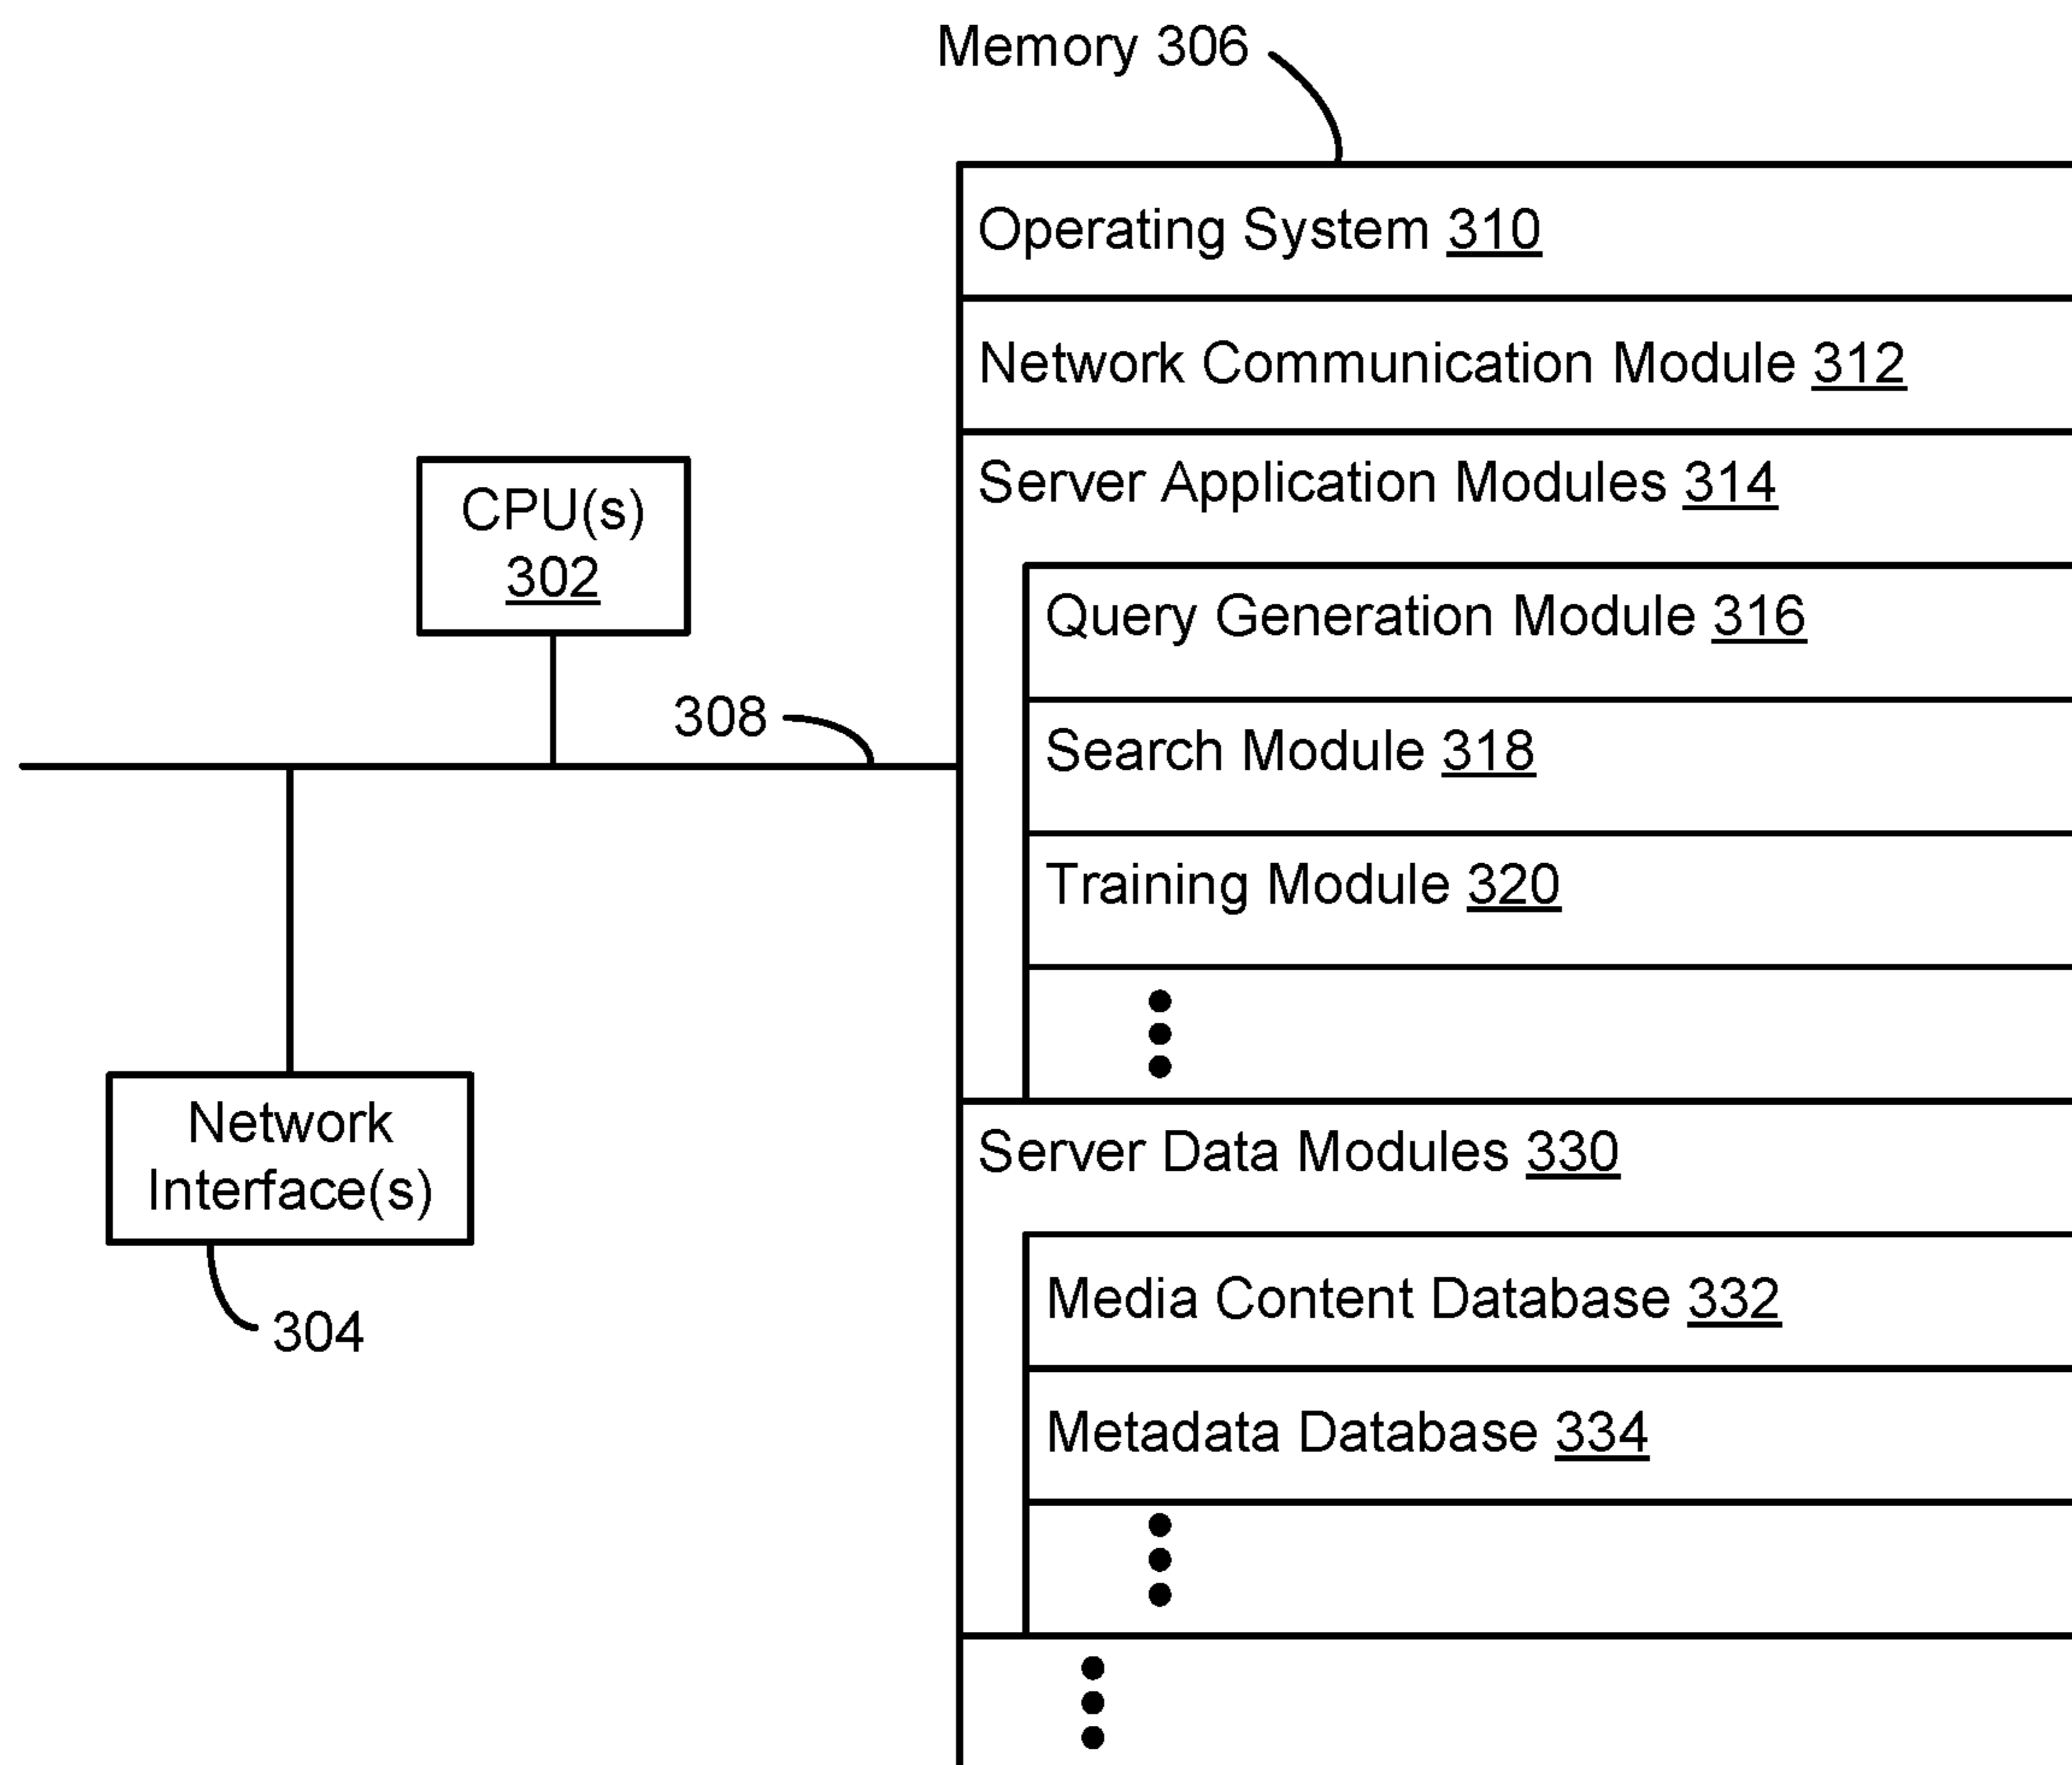 Memory 306
Operating System 310
Network Communication Module 312
Server Application Modules 314
CPU(s)
302
Query Generation Module 316
308
Search Module 318
Training Module 320
Network
Interface(s)
304
Server Data Modules 330
Media Content Database 332
Metadata Database 334